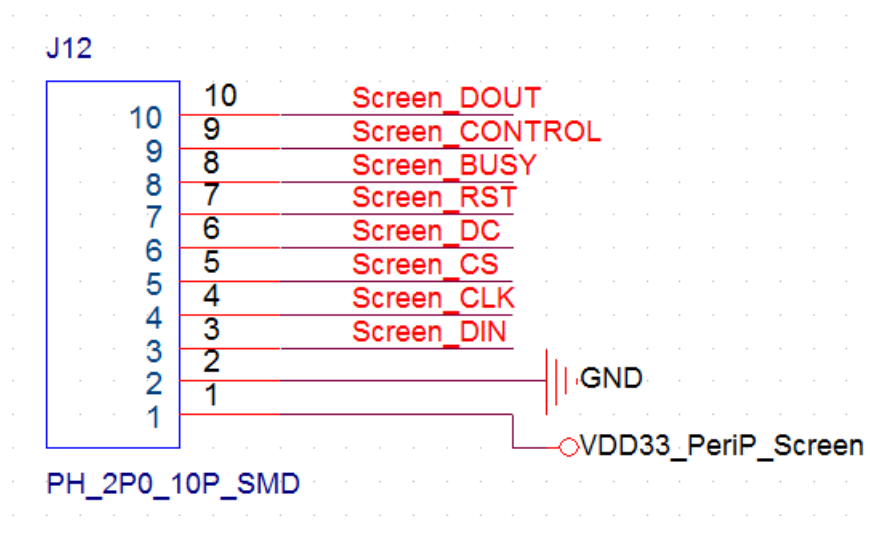 J12
10 10 Screen_DOUT
9 9 Screen_CONTROL
8 8 Screen_BUSY
7 7 Screen_RST
6 6 Screen_DC
5 5 Screen_CS
4 4 Screen_CLK
3 3 Screen_DIN
2 2 GND
1 1 VDD33_PeriP_Screen
PH_2P0_10P_SMD